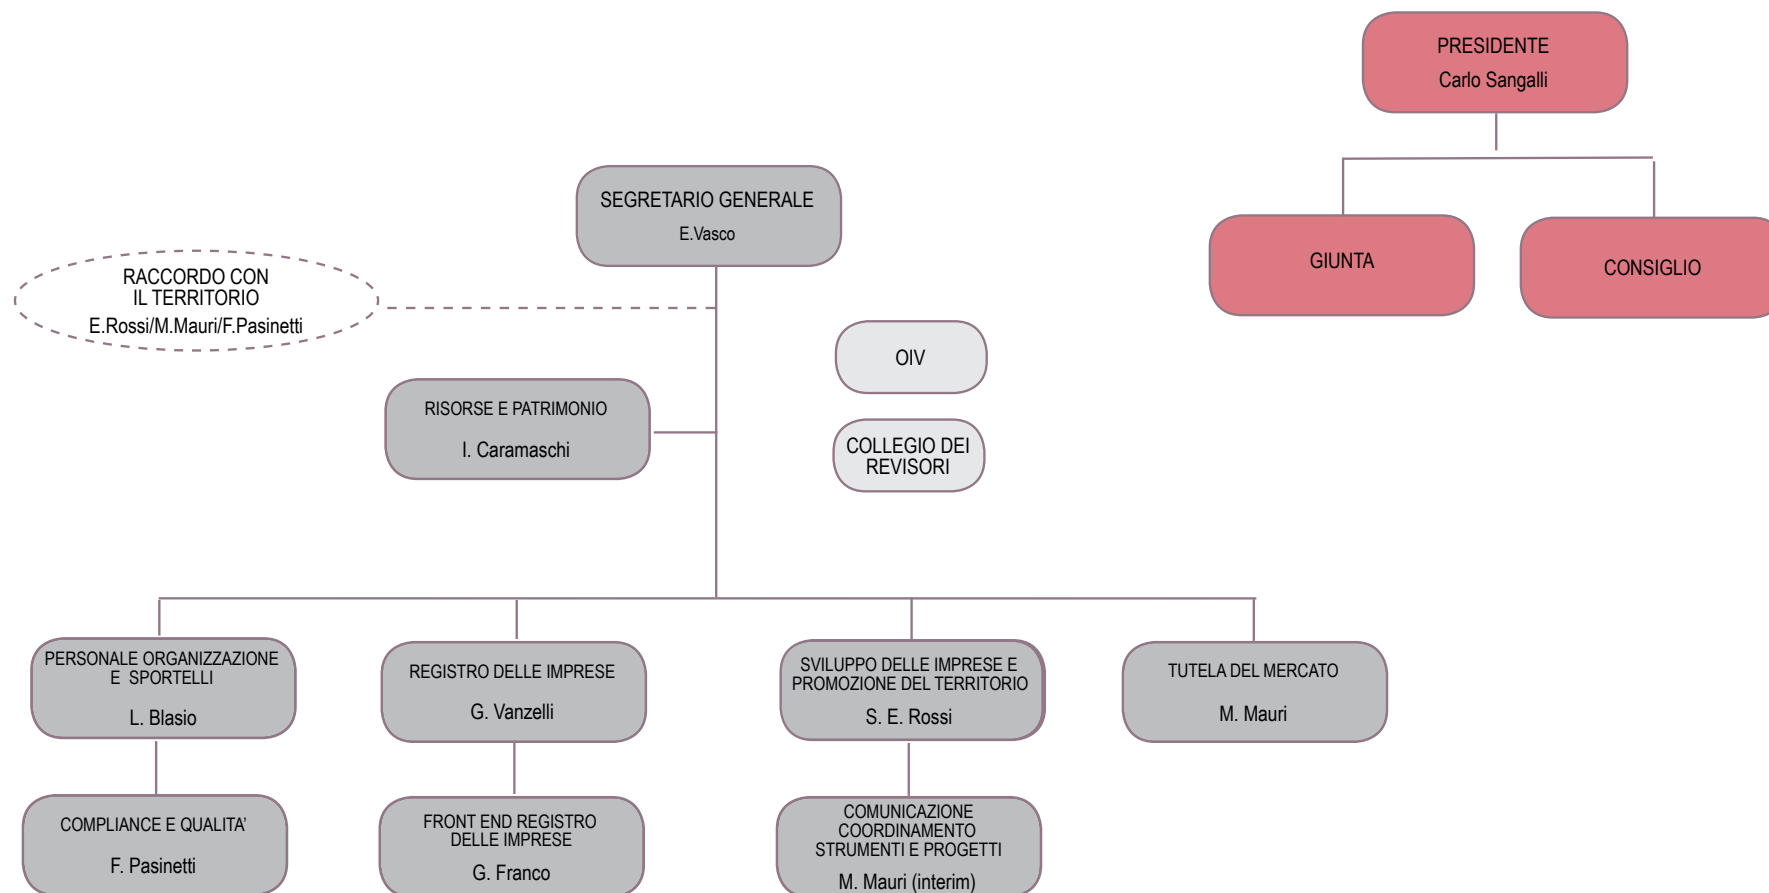 PRESIDENTE
Carlo Sangalli
GIUNTA
CONSIGLIO
SEGRETARIO GENERALE
E.Vasco
RACCORDO CON
IL TERRITORIO
E.Rossi/M.Mauri/F.Pasinetti
OIV
RISORSE E PATRIMONIO
I. Caramaschi
COLLEGIO DEI
REVISORI
PERSONALE ORGANIZZAZIONE
E SPORTELLI
L. Blasio
REGISTRO DELLE IMPRESE
G. Vanzelli
SVILUPPO DELLE IMPRESE E
PROMOZIONE DEL TERRITORIO
S. E. Rossi
TUTELA DEL MERCATO
M. Mauri
COMPLIANCE E QUALITA’
F. Pasinetti
FRONT END REGISTRO
DELLE IMPRESE
G. Franco
COMUNICAZIONE
COORDINAMENTO
STRUMENTI E PROGETTI
M. Mauri (interim)